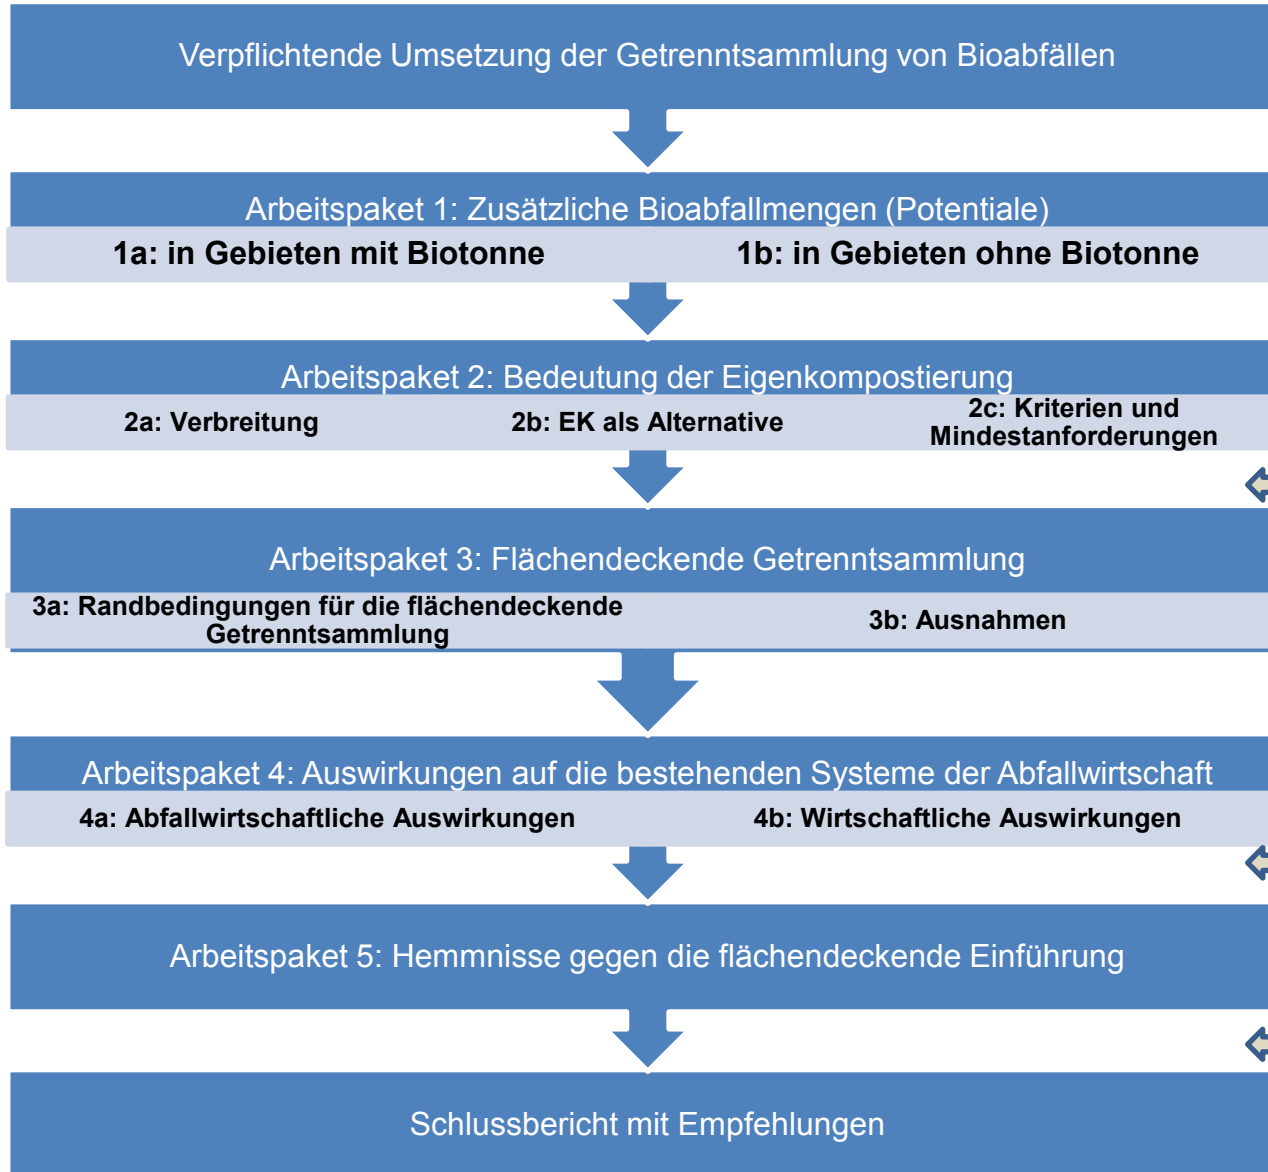 Verpflichtende Umsetzung der Getrenntsammlung von Bioabfällen
Arbeitspaket 1: Zusätzliche Bioabfallmengen (Potentiale)
1a: in Gebieten mit Biotonne
1b: in Gebieten ohne Biotonne
Arbeitspaket 2: Bedeutung der Eigenkompostierung
2a: Verbreitung
2b: EK als Alternative
2c: Kriterien und
Mindestanforderungen
Arbeitspaket 3: Flächendeckende Getrenntsammlung
3a: Randbedingungen für die flächendeckende
Getrenntsammlung
3b: Ausnahmen
Arbeitspaket 4: Auswirkungen auf die bestehenden Systeme der Abfallwirtschaft
4a: Abfallwirtschaftliche Auswirkungen
4b: Wirtschaftliche Auswirkungen
Arbeitspaket 5: Hemmnisse gegen die flächendeckende Einführung
Schlussbericht mit Empfehlungen